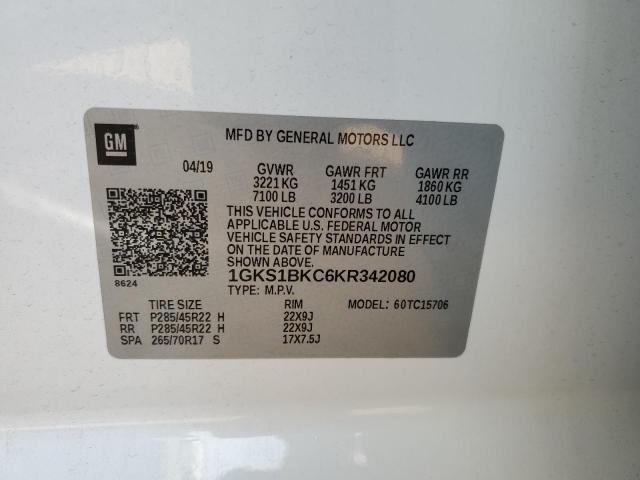 GM
MFD BY GENERAL MOTORS LLC
04/19 GVWR GAWR FRT GAWR RR
3221 KG 1451 KG 1860 KG
7100 LB 3200 LB 4100 LB
THIS VEHICLE CONFORMS TO ALL
APPLICABLE U.S. FEDERAL MOTOR
VEHICLE SAFETY STANDARDS IN EFFECT
ON THE DATE OF MANUFACTURE
SHOWN ABOVE.
8624
1GKS1BKC6KR342080
TYPE: M.P.V. MODEL: 60TC15706
TIRE SIZE RIM
FRT P285/45R22 H 22X9J
RR P285/45R22 H 22X9J
SPA 265/70R17 S 17X7.5J